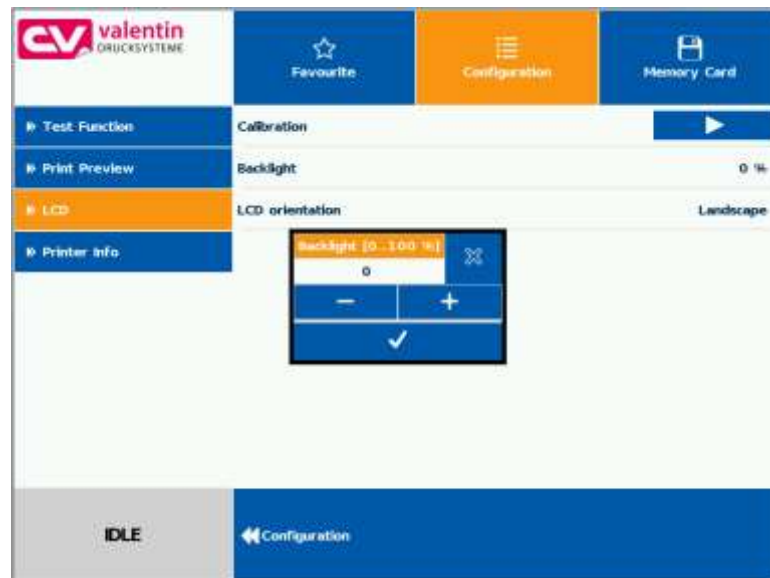 CV valentin
DRUCKSYSTEME
Favourite
Configuration
Memory Card
Test Function
Print Preview
LCD
Printer Info
Calibration
Backlight 0 %
LCD orientation Landscape
Backlight [0..100 %]
0
IDLE
Configuration